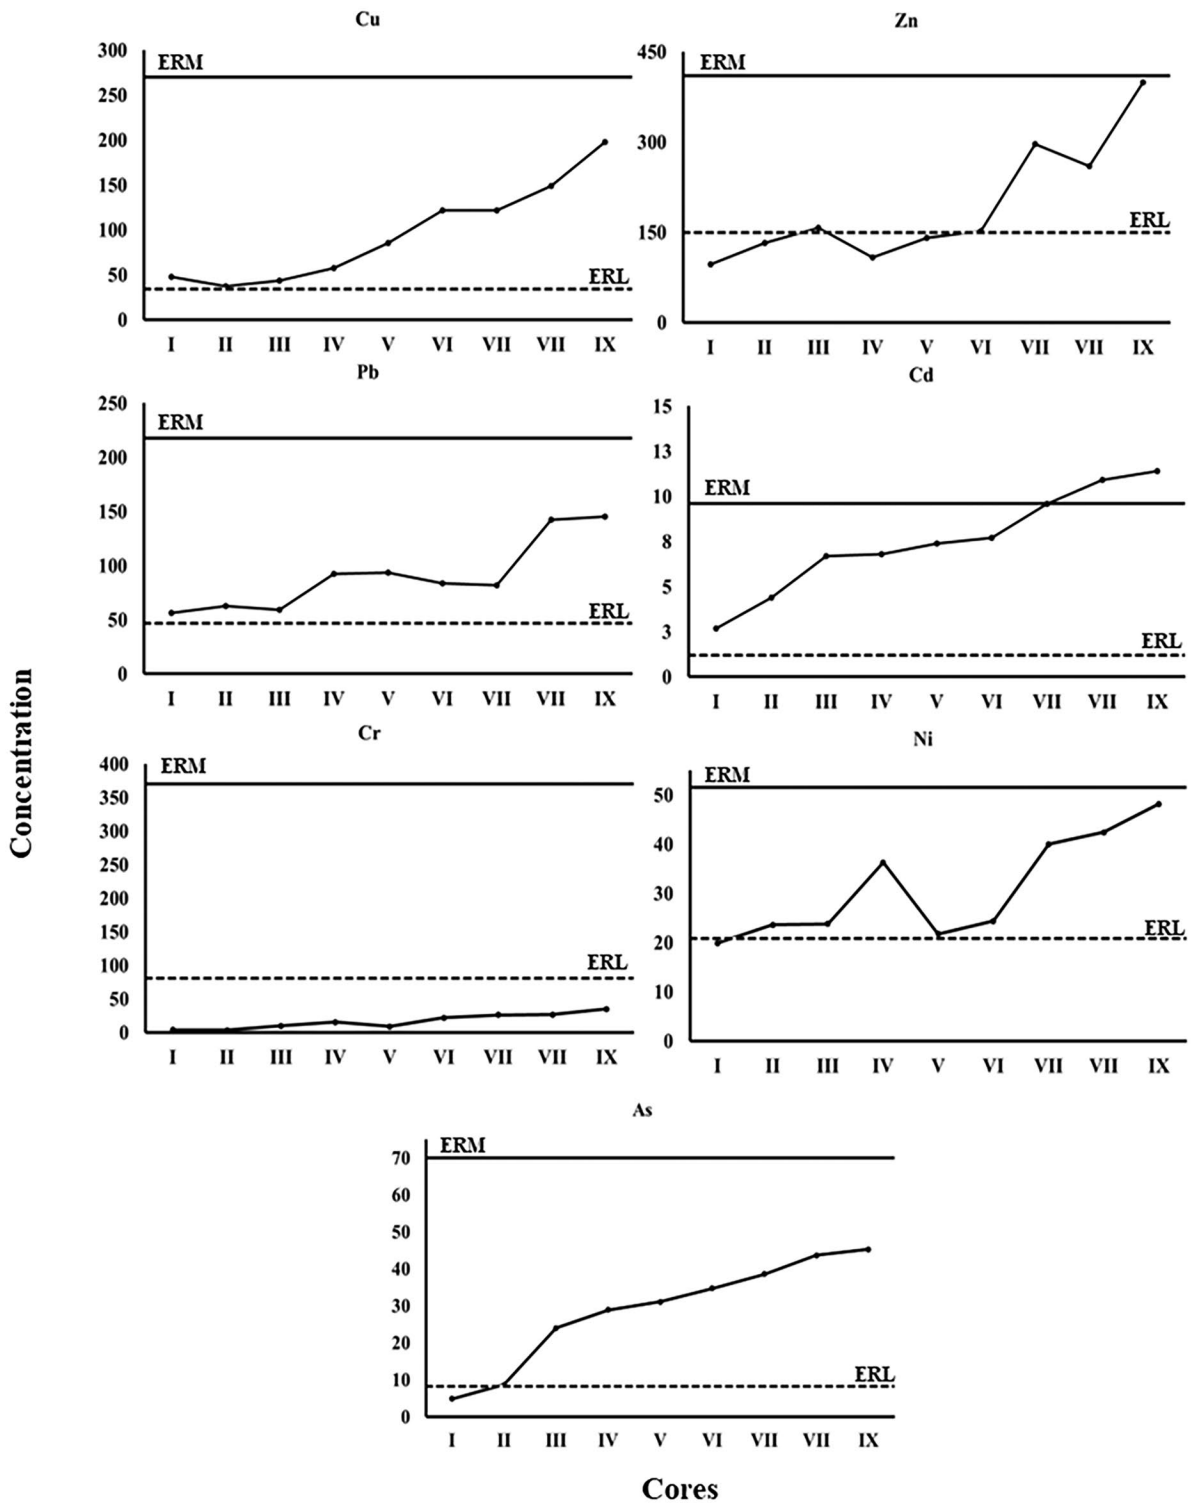 Cu
300
250
200
150
100
50
0
ERM
ERL
I II III IV V VI VII VII IX
Zn
450
300
150
0
ERM
ERL
I II III IV V VI VII VII IX
Pb
250
200
150
100
50
0
ERM
ERL
I II III IV V VI VII VII IX
Cd
15
13
10
8
5
3
0
ERM
ERL
I II III IV V VI VII VII IX
Concentration
Cr
400
350
300
250
200
150
100
50
0
ERM
ERL
I II III IV V VI VII VII IX
Ni
50
40
30
20
10
0
ERM
ERL
I II III IV V VI VII VII IX
As
70
60
50
40
30
20
10
0
ERM
ERL
I II III IV V VI VII VII IX
Cores